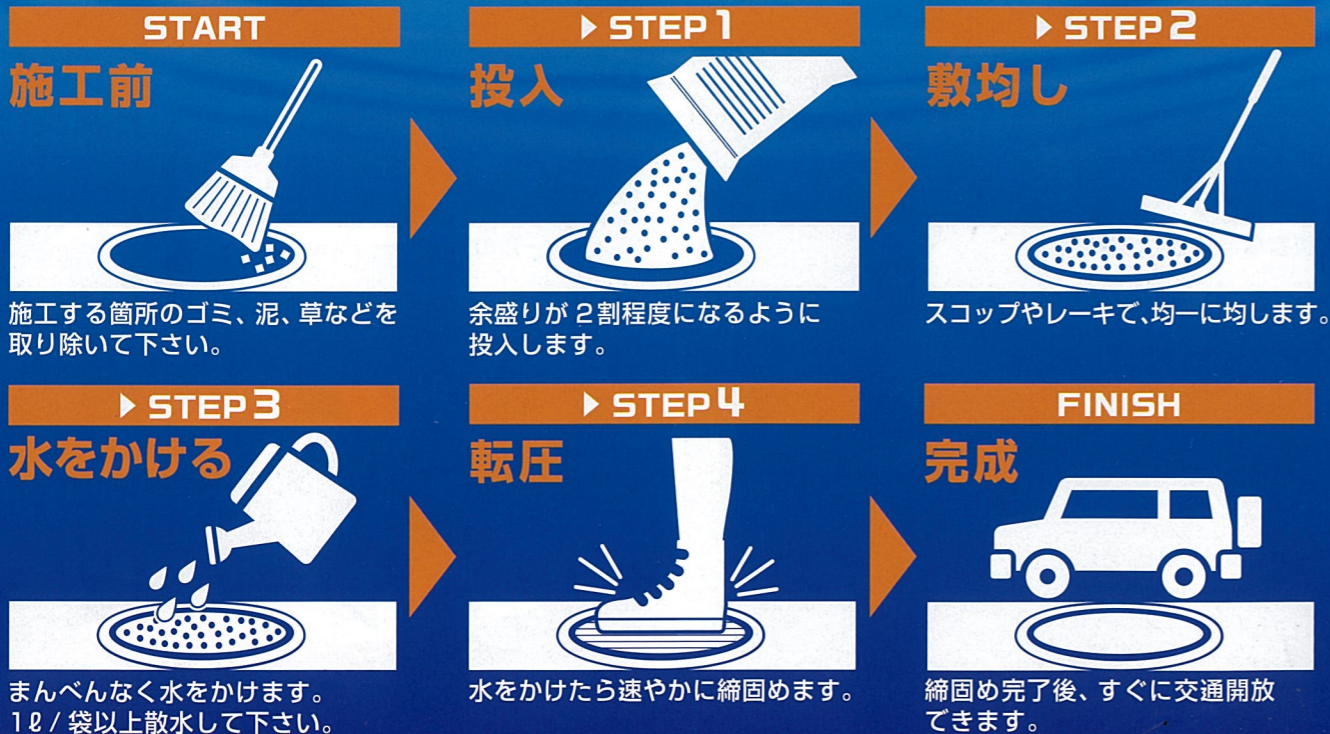 START
施工前
施工する箇所のゴミ、泥、草などを
取り除いて下さい。
▶ STEP 1
投入
余盛りが2割程度になるように
投入します。
▶ STEP 2
敷均し
スコップやレーキで、均一に均します。
▶ STEP 3
水をかける
まんべんなく水をかけます。
1ℓ/袋以上散水して下さい。
▶ STEP 4
転圧
水をかけたら速やかに締固めます。
FINISH
完成
締固め完了後、すぐに交通開放
できます。